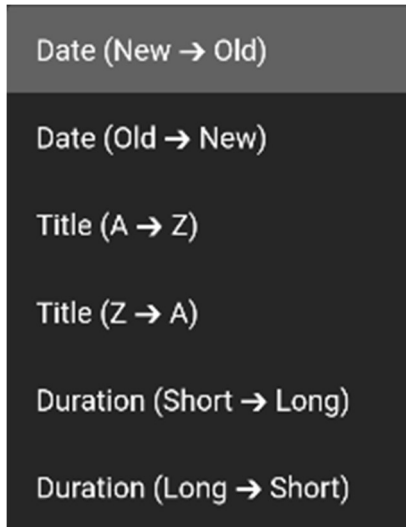 Date (New → Old)
Date (Old → New)
Title (A → Z)
Title (Z → A)
Duration (Short → Long)
Duration (Long → Short)